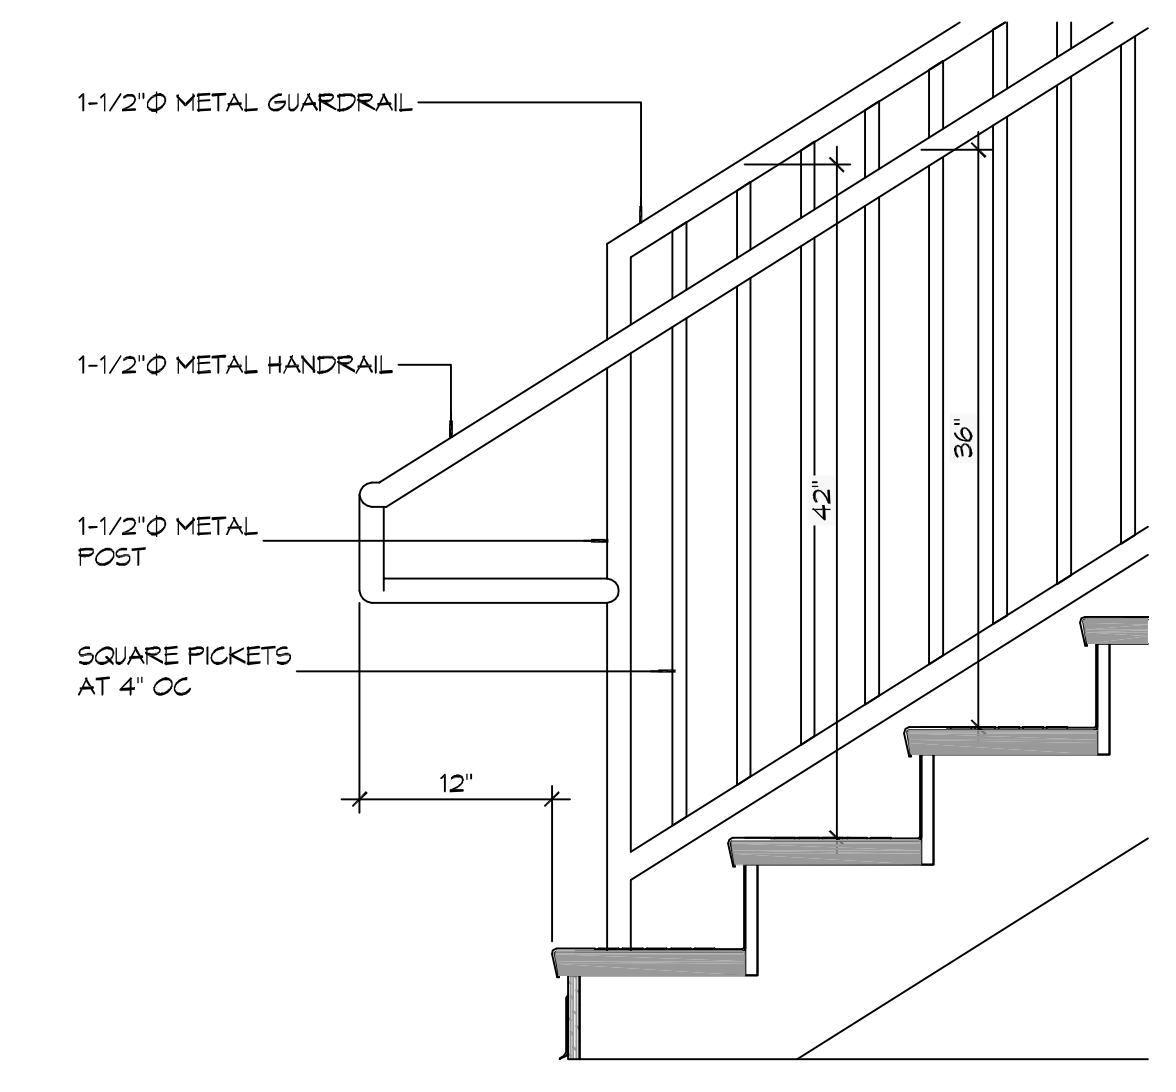 1-1/2"Φ METAL GUARDRAIL
1-1/2"Φ METAL HANDRAIL
36"
42"
1-1/2"Φ METAL
POST
SQUARE PICKETS
AT 4" OC
12"